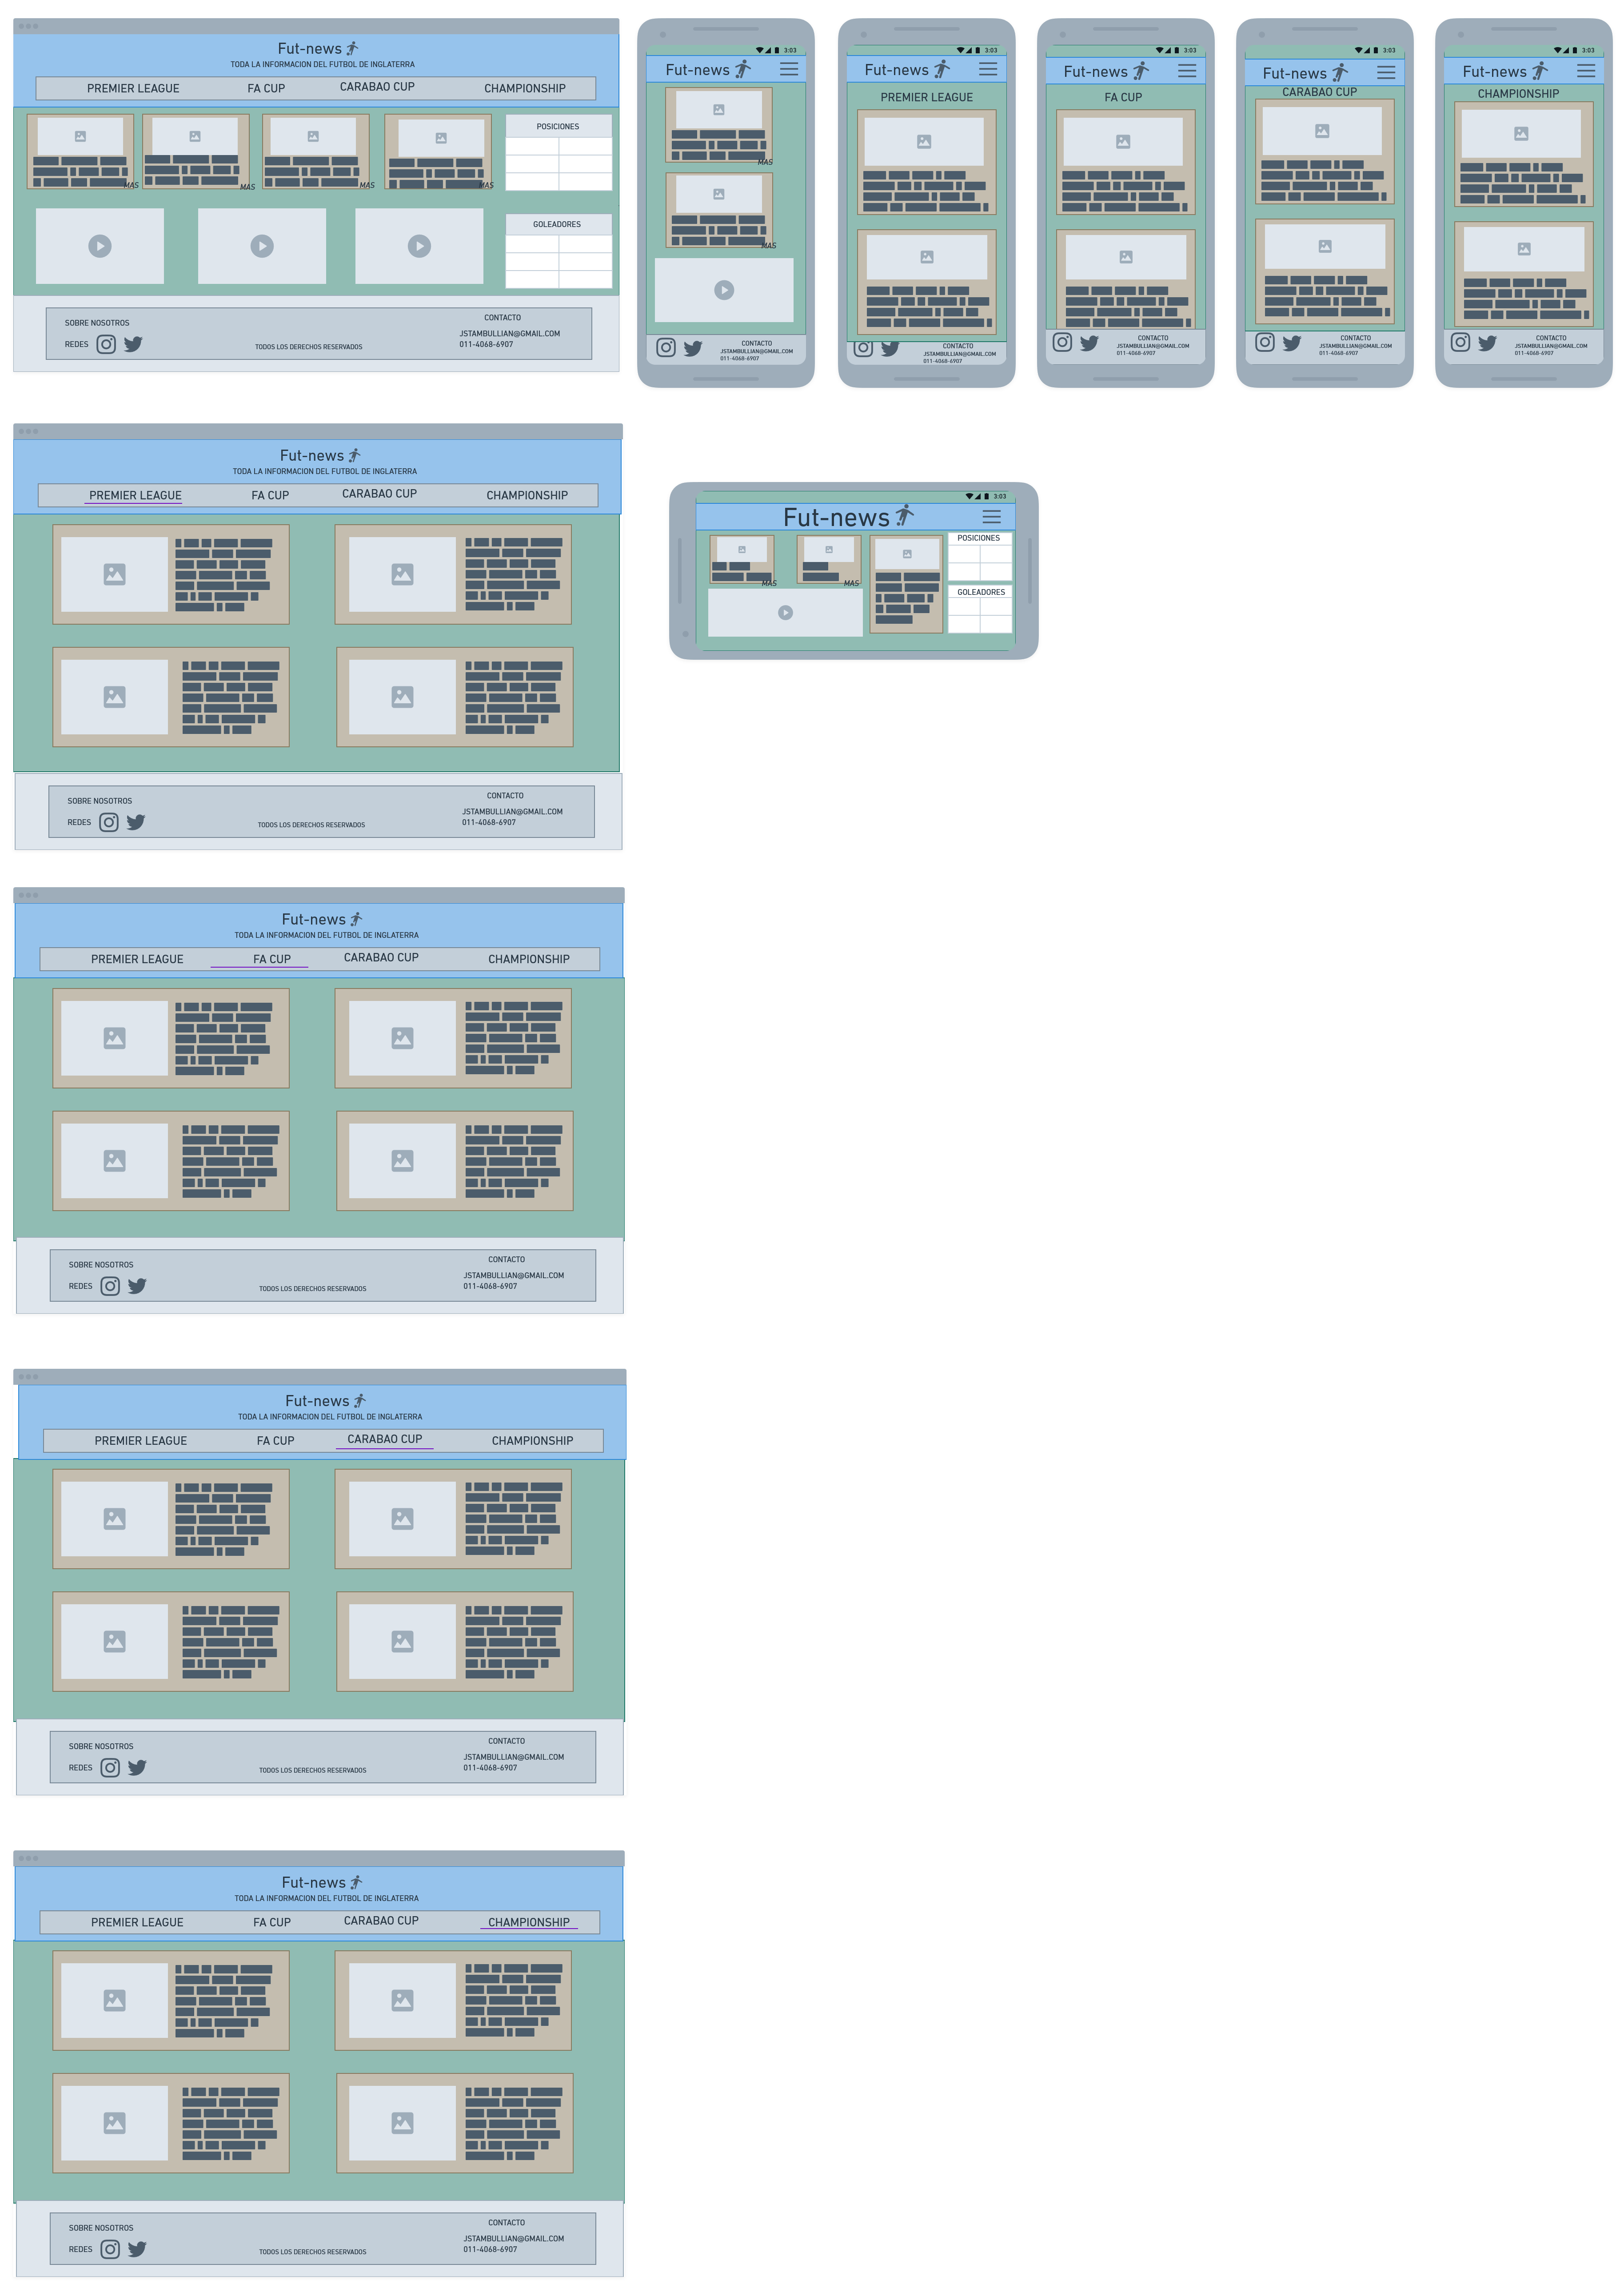 Fut-news
TODA LA INFORMACION DEL FUTBOL DE INGLATERRA
PREMIER LEAGUE FA CUP CARABAO CUP CHAMPIONSHIP
MAS MAS MAS MAS
POSICIONES
GOLEADORES
SOBRE NOSOTROS
REDES
TODOS LOS DERECHOS RESERVADOS
CONTACTO
JSTAMBULLIAN@GMAIL.COM
011-4068-6907
3:03
Fut-news
MAS
MAS
CONTACTO
JSTAMBULLIAN@GMAIL.COM
011-4068-6907
3:03
Fut-news
PREMIER LEAGUE
CONTACTO
JSTAMBULLIAN@GMAIL.COM
011-4068-6907
3:03
Fut-news
FA CUP
CONTACTO
JSTAMBULLIAN@GMAIL.COM
011-4068-6907
3:03
Fut-news
CARABAO CUP
CONTACTO
JSTAMBULLIAN@GMAIL.COM
011-4068-6907
3:03
Fut-news
CHAMPIONSHIP
CONTACTO
JSTAMBULLIAN@GMAIL.COM
011-4068-6907
Fut-news
TODA LA INFORMACION DEL FUTBOL DE INGLATERRA
PREMIER LEAGUE FA CUP CARABAO CUP CHAMPIONSHIP
SOBRE NOSOTROS
REDES
TODOS LOS DERECHOS RESERVADOS
CONTACTO
JSTAMBULLIAN@GMAIL.COM
011-4068-6907
3:03
Fut-news
MAS MAS
POSICIONES
GOLEADORES
Fut-news
TODA LA INFORMACION DEL FUTBOL DE INGLATERRA
PREMIER LEAGUE FA CUP CARABAO CUP CHAMPIONSHIP
SOBRE NOSOTROS
REDES
TODOS LOS DERECHOS RESERVADOS
CONTACTO
JSTAMBULLIAN@GMAIL.COM
011-4068-6907
Fut-news
TODA LA INFORMACION DEL FUTBOL DE INGLATERRA
PREMIER LEAGUE FA CUP CARABAO CUP CHAMPIONSHIP
SOBRE NOSOTROS
REDES
TODOS LOS DERECHOS RESERVADOS
CONTACTO
JSTAMBULLIAN@GMAIL.COM
011-4068-6907
Fut-news
TODA LA INFORMACION DEL FUTBOL DE INGLATERRA
PREMIER LEAGUE FA CUP CARABAO CUP CHAMPIONSHIP
SOBRE NOSOTROS
REDES
TODOS LOS DERECHOS RESERVADOS
CONTACTO
JSTAMBULLIAN@GMAIL.COM
011-4068-6907